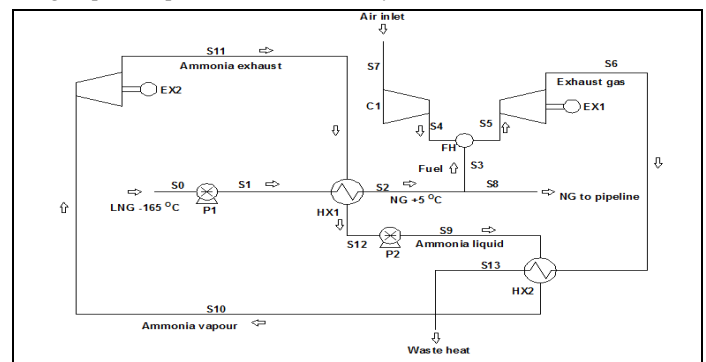 Air inlet
S11
S6
Ammonia exhaust
S7
Exhaust gas
EX2
C1
S4
S5
EX1
FH
Fuel
S3
S0
S1
S2
S8
LNG -165 °C
P1
HX1
NG +5 °C
NG to pipeline
S12
S9
Ammonia liquid
P2
S13
HX2
S10
Ammonia vapour
Waste heat